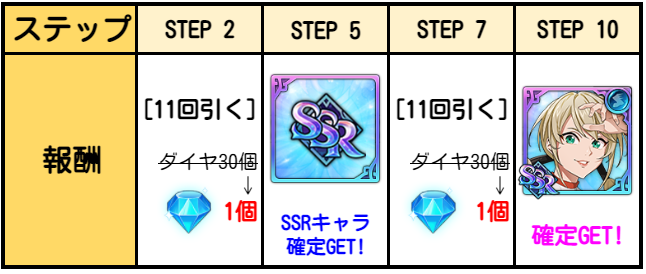 ステップ
STEP 2
STEP 5
STEP 7
STEP 10
報酬
[11回引く]
ダイヤ30個
↓
1個
SSR
SSRキャラ
確定GET!
[11回引く]
ダイヤ30個
↓
1個
SSR
確定GET!